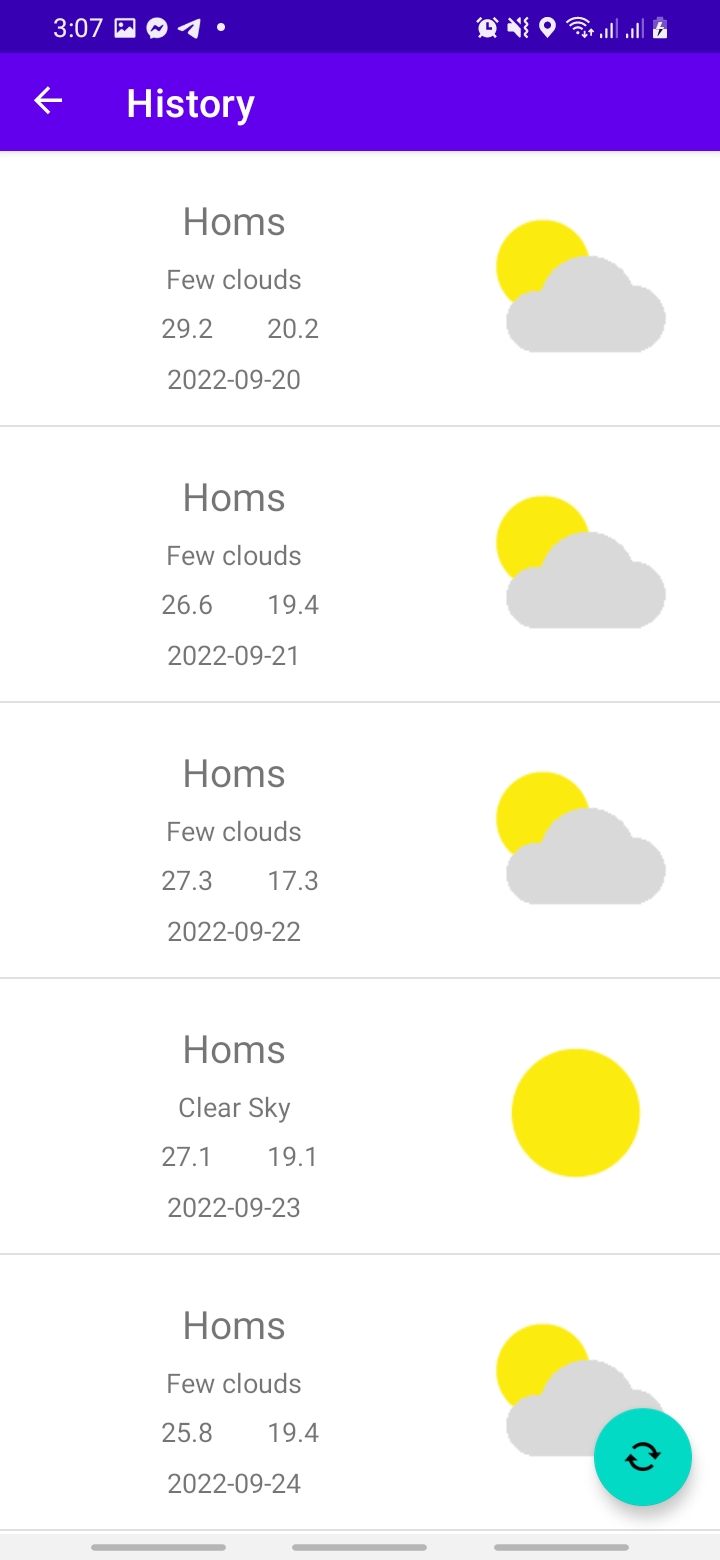 3:07
History
Homs
Few clouds
29.2 20.2
2022-09-20
Homs
Few clouds
26.6 19.4
2022-09-21
Homs
Few clouds
27.3 17.3
2022-09-22
Homs
Clear Sky
27.1 19.1
2022-09-23
Homs
Few clouds
25.8 19.4
2022-09-24